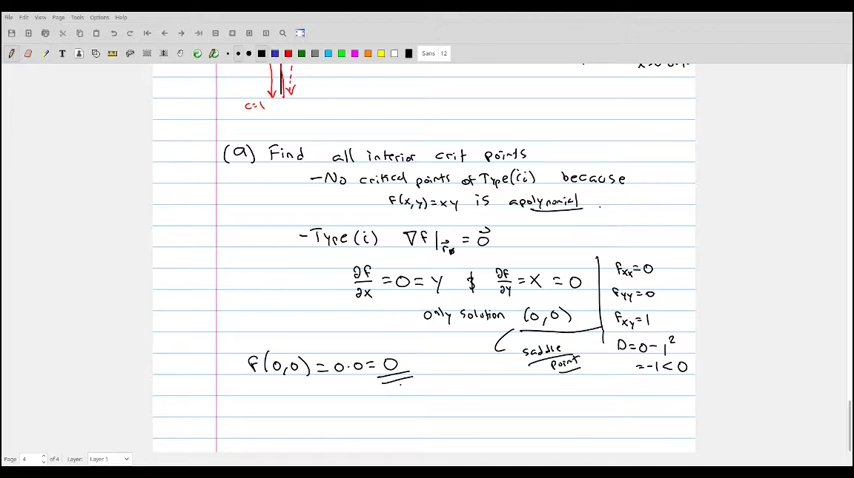 File Edit View Page Tools Options Help
Sans 12
c=1
(a) Find all interior crit points
-No critical points of Type(ii) because
f(x,y)=xy is a polynomial.
-Type(i) ∇f|r⃗ = 0⃗
∂f/∂x = 0 = y & ∂f/∂y = x = 0
only solution (0,0)
saddle
point
fxx=0
fyy=0
fxy=1
D=0-1²
=-1<0
f(0,0)=0·0=0
Page 4 of 4 Layer: Layer 1